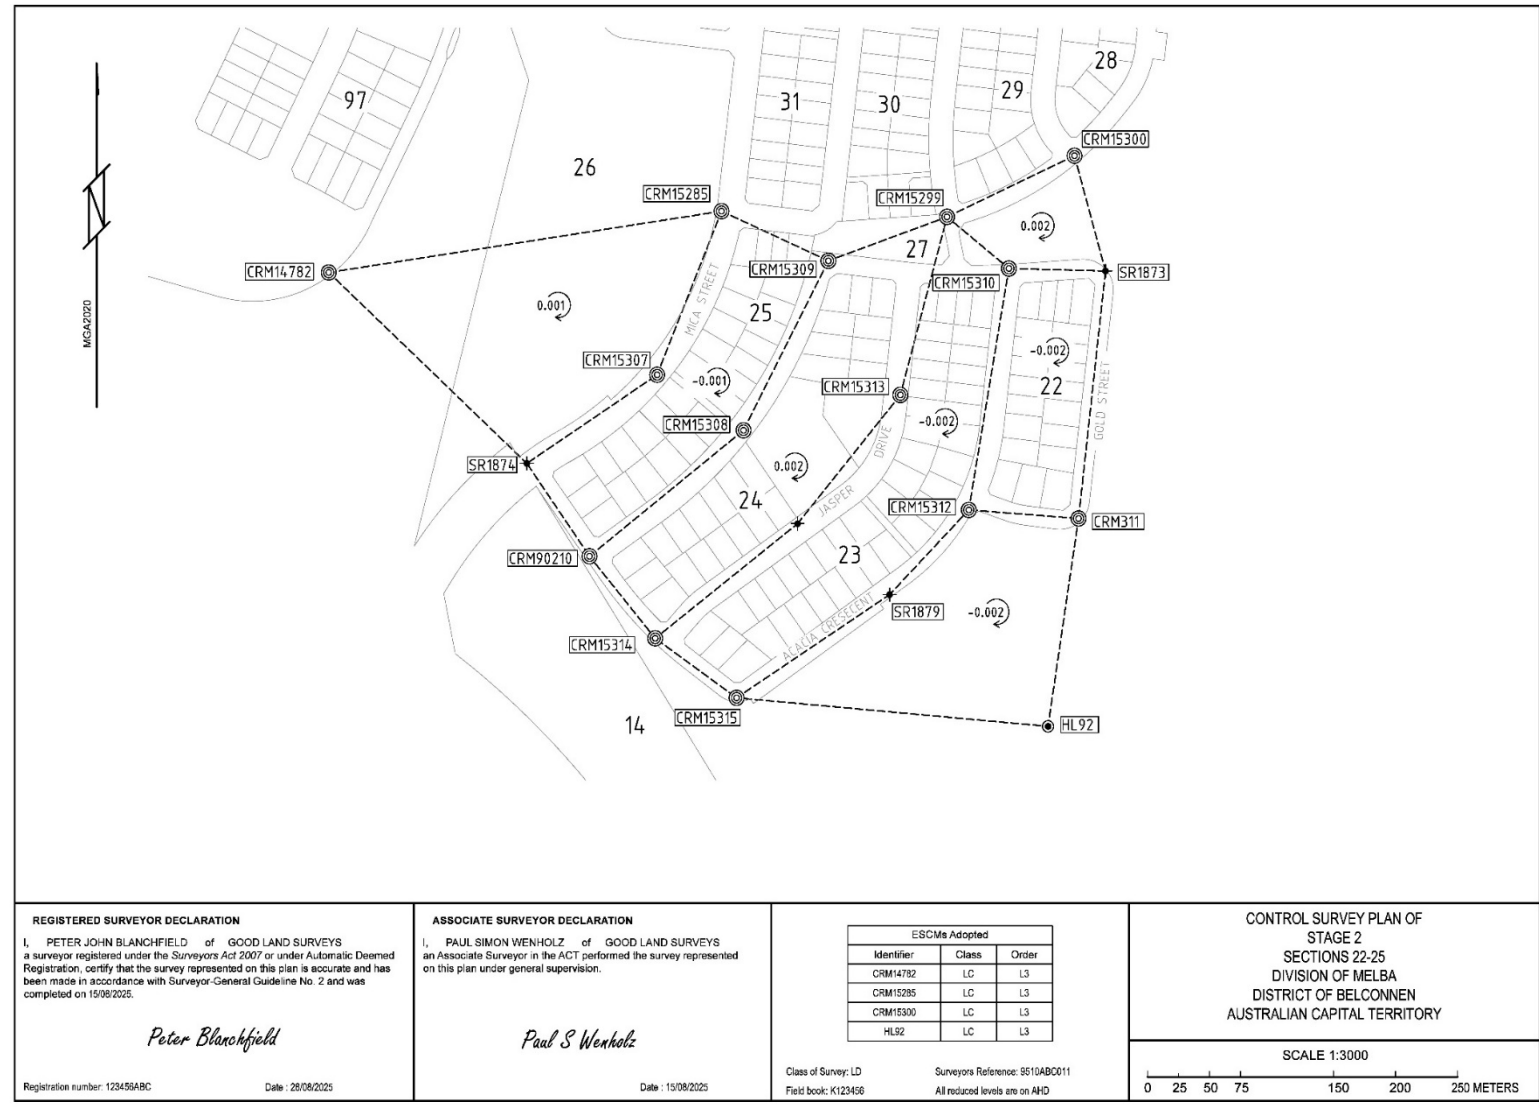 28
29
97
31
30
CRM15300
26
CRM15285
CRM15299
0.002
27
CRM14782
CRM15309
CRM15310
SR1873
MICA STREET
0.001
25
MGA2020
-0.002
CRM15307
-0.001
22
CRM15313
GOLD STREET
CRM15308
-0.002
DRIVE
SR1874
0.002
24
JASPER
CRM15312
CRM311
CRM90210
23
SR1879
-0.002
ACACIA CRESECENT
CRM15314
CRM15315
14
HL92
REGISTERED SURVEYOR DECLARATION
I, PETER JOHN BLANCHFIELD of GOOD LAND SURVEYS
a surveyor registered under the Surveyors Act 2007 or under Automatic Deemed
Registration, certify that the survey represented on this plan is accurate and has
been made in accordance with Surveyor-General Guideline No. 2 and was
completed on 15/08/2025.
Peter Blanchfield
Registration number: 123456ABC Date : 28/08/2025
ASSOCIATE SURVEYOR DECLARATION
I, PAUL SIMON WENHOLZ of GOOD LAND SURVEYS
an Associate Surveyor in the ACT performed the survey represented
on this plan under general supervision.
Paul S Wenholz
Date : 15/08/2025
ESCMs Adopted
Identifier Class Order
CRM14782 LC L3
CRM15285 LC L3
CRM15300 LC L3
HL92 LC L3
Class of Survey: LD Surveyors Reference: 9510ABC011
Field book: K123456 All reduced levels are on AHD
CONTROL SURVEY PLAN OF
STAGE 2
SECTIONS 22-25
DIVISION OF MELBA
DISTRICT OF BELCONNEN
AUSTRALIAN CAPITAL TERRITORY
SCALE 1:3000
0 25 50 75 150 200 250 METERS